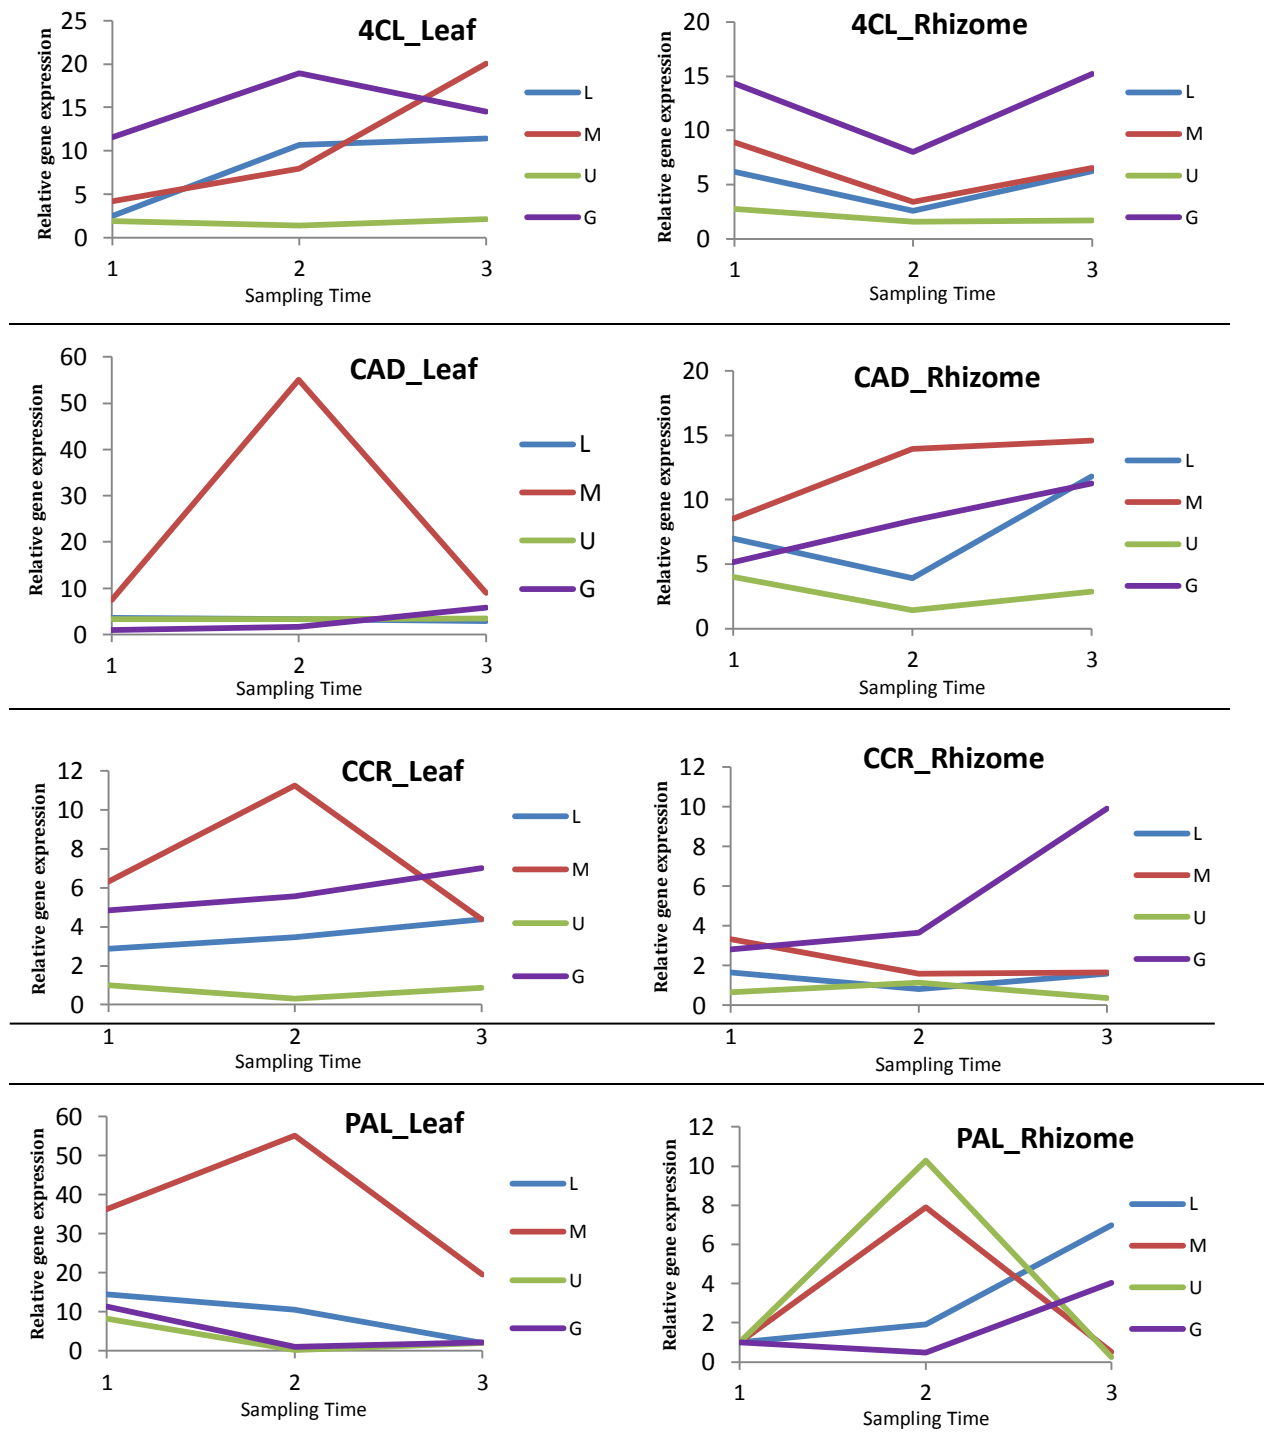 4CL_Leaf
Relative gene expression
25
20
15
10
5
0
1 2 3
Sampling Time
L
M
U
G
4CL_Rhizome
Relative gene expression
20
15
10
5
0
1 2 3
Sampling Time
L
M
U
G
CAD_Leaf
Relative gene expression
60
50
40
30
20
10
0
1 2 3
Sampling Time
L
M
U
G
CAD_Rhizome
Relative gene expression
20
15
10
5
0
1 2 3
Sampling Time
L
M
U
G
CCR_Leaf
Relative gene expression
12
10
8
6
4
2
0
1 2 3
Sampling Time
L
M
U
G
CCR_Rhizome
Relative gene expression
12
10
8
6
4
2
0
1 2 3
Sampling Time
L
M
U
G
PAL_Leaf
Relative gene expression
60
50
40
30
20
10
0
1 2 3
Sampling Time
L
M
U
G
PAL_Rhizome
Relative gene expression
12
10
8
6
4
2
0
1 2 3
Sampling Time
L
M
U
G